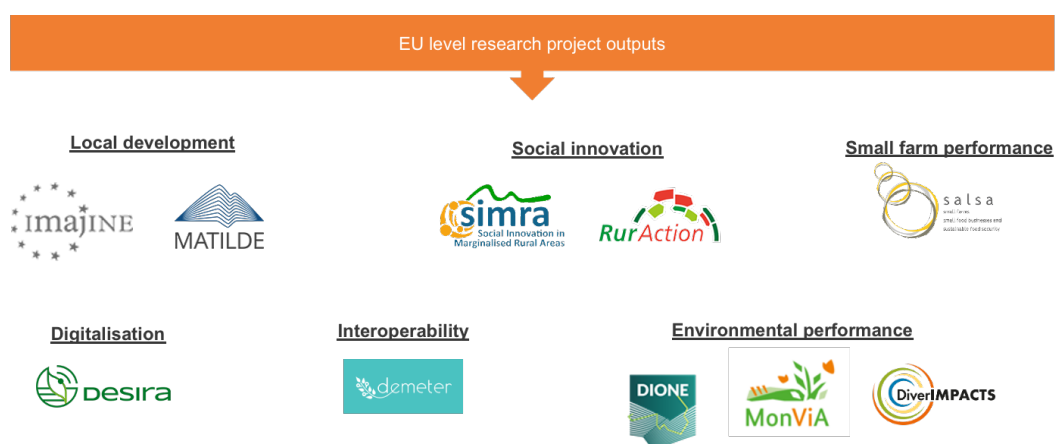 EU level research project outputs
Local development
Social innovation
Small farm performance
IMAJINE
MATILDE
simra
Social Innovation in
Marginalised Rural Areas
RurAction
salsa
small farms
small food businesses and
sustainable food security
Digitalisation
Interoperability
Environmental performance
DESIRA
demeter
DIONE
MonViA
DiverIMPACTS